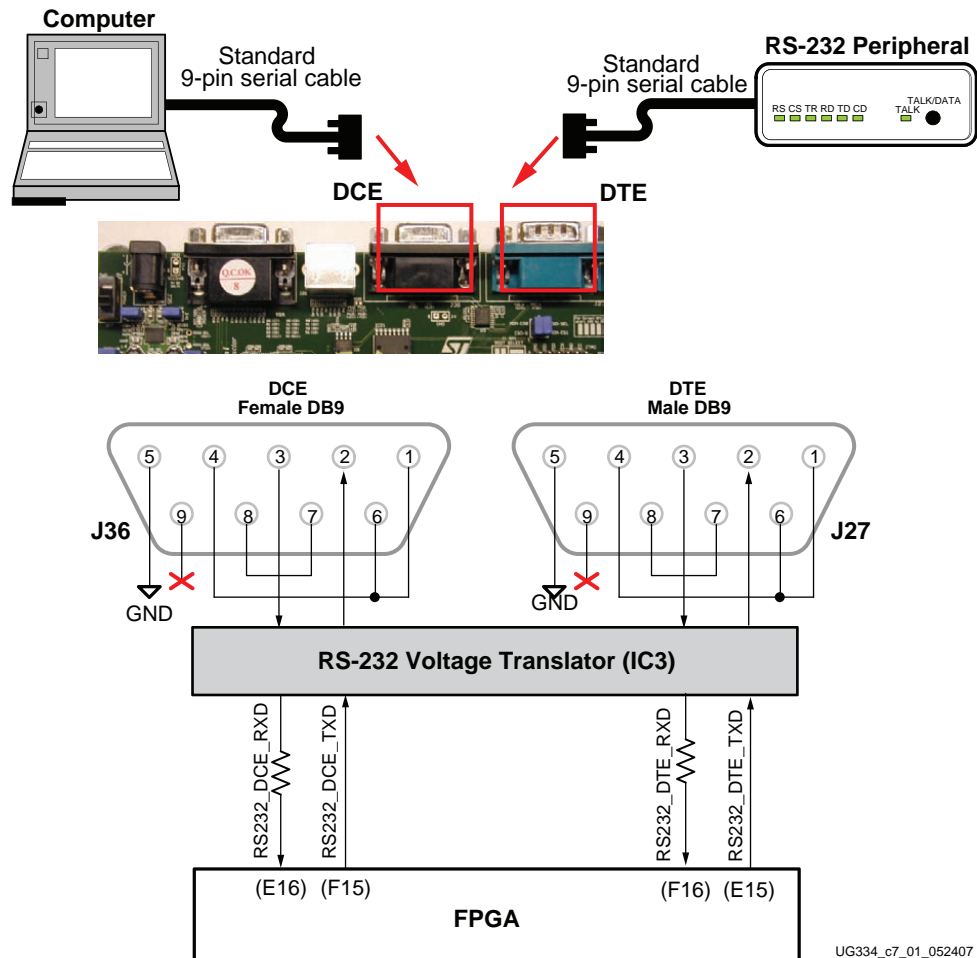 Computer
Standard
9-pin serial cable
Standard
9-pin serial cable
RS-232 Peripheral
RS CS TR RD TD CD
TALK
TALK/DATA
DCE
DTE
Q.C.OK
8
DCE
Female DB9
DTE
Male DB9
5 4 3 2 1
5 4 3 2 1
9 8 7 6
9 8 7 6
J36
J27
GND
GND
RS-232 Voltage Translator (IC3)
RS232_DCE_RXD
RS232_DCE_TXD
RS232_DTE_RXD
RS232_DTE_TXD
(E16) (F15)
(F16) (E15)
FPGA
UG334_c7_01_052407